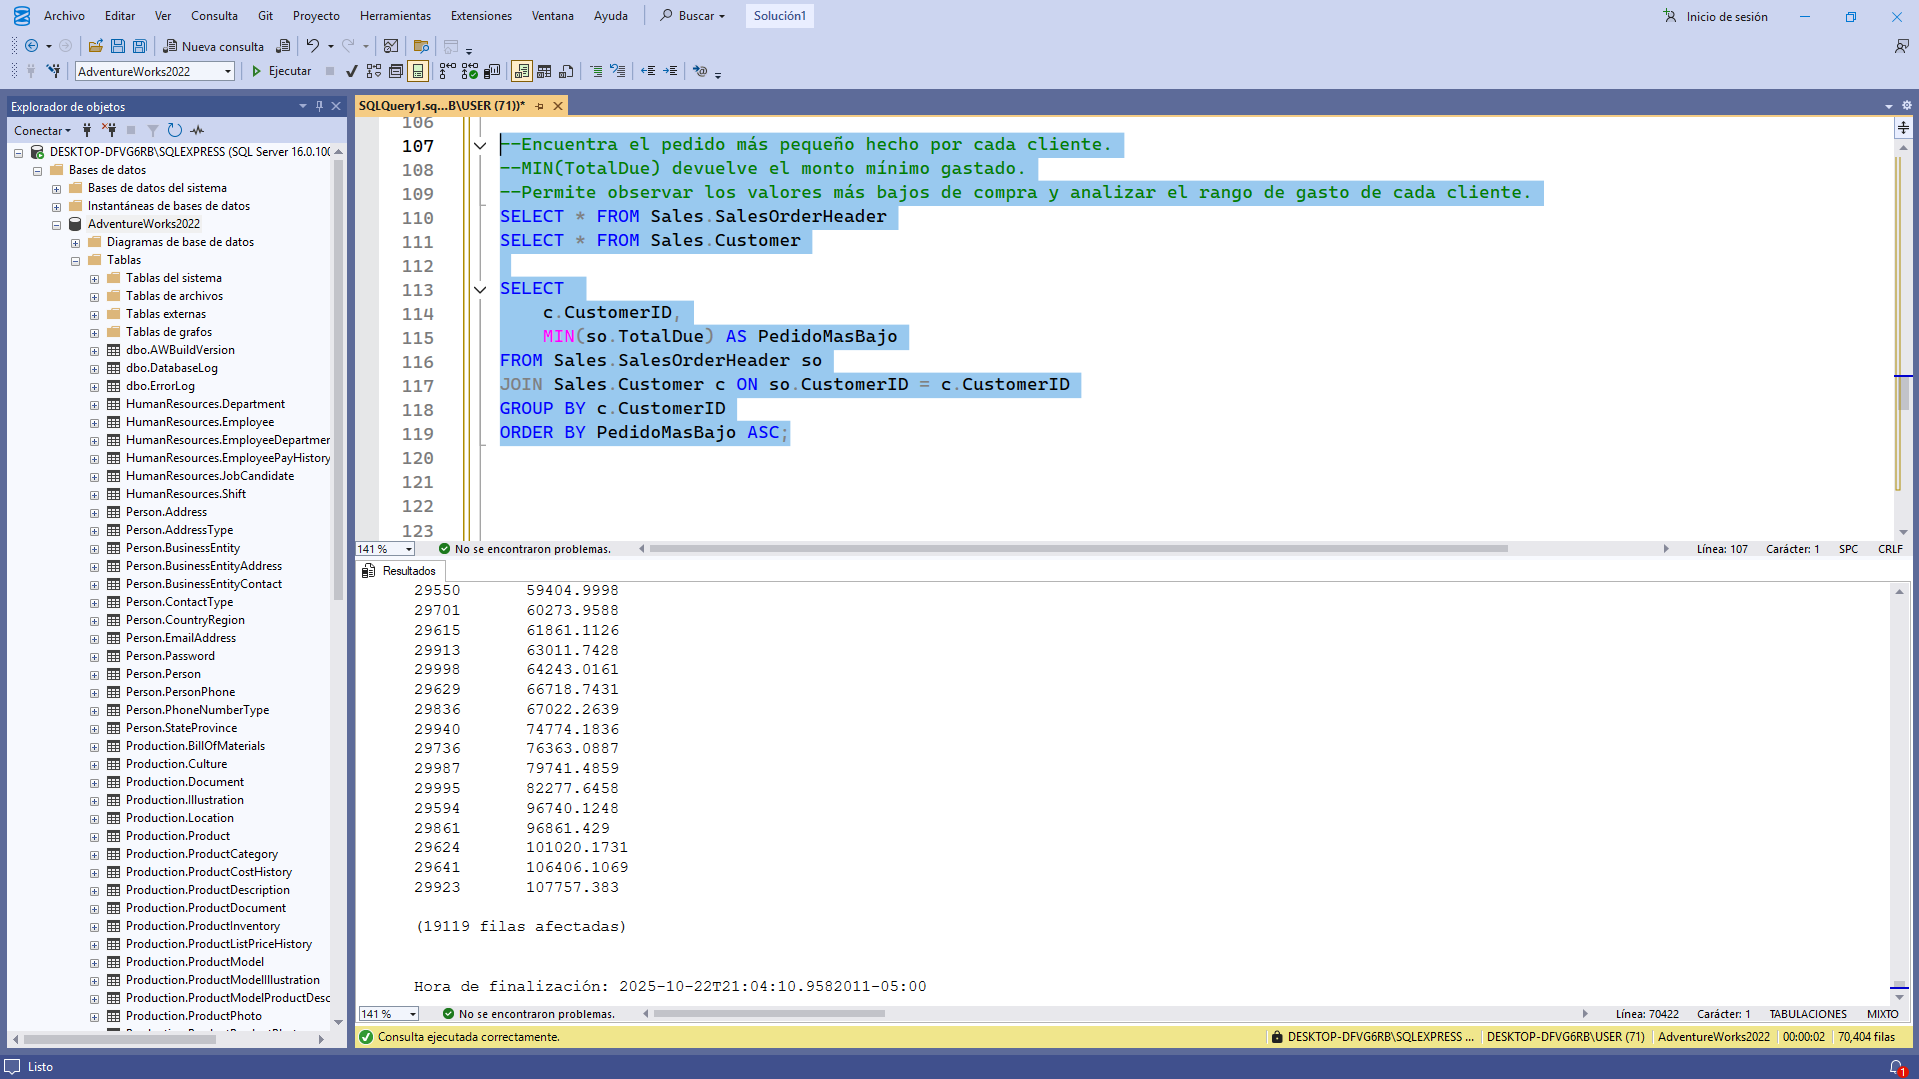 Archivo Editar Ver Consulta Git Proyecto Herramientas Extensiones Ventana Ayuda Buscar Solución1 Inicio de sesión
Nueva consulta
AdventureWorks2022 Ejecutar
Explorador de objetos
Conectar
DESKTOP-DFVG6RB\SQLEXPRESS (SQL Server 16.0.100
Bases de datos
Bases de datos del sistema
Instantáneas de bases de datos
AdventureWorks2022
Diagramas de base de datos
Tablas
Tablas del sistema
Tablas de archivos
Tablas externas
Tablas de grafos
dbo.AWBuildVersion
dbo.DatabaseLog
dbo.ErrorLog
HumanResources.Department
HumanResources.Employee
HumanResources.EmployeeDepartmen
HumanResources.EmployeePayHistory
HumanResources.JobCandidate
HumanResources.Shift
Person.Address
Person.AddressType
Person.BusinessEntity
Person.BusinessEntityAddress
Person.BusinessEntityContact
Person.ContactType
Person.CountryRegion
Person.EmailAddress
Person.Password
Person.Person
Person.PersonPhone
Person.PhoneNumberType
Person.StateProvince
Production.BillOfMaterials
Production.Culture
Production.Document
Production.Illustration
Production.Location
Production.Product
Production.ProductCategory
Production.ProductCostHistory
Production.ProductDescription
Production.ProductDocument
Production.ProductInventory
Production.ProductListPriceHistory
Production.ProductModel
Production.ProductModelIllustration
Production.ProductModelProductDesc
Production.ProductPhoto
SQLQuery1.sq...B\USER (71))*
106
107 --Encuentra el pedido más pequeño hecho por cada cliente.
108 --MIN(TotalDue) devuelve el monto mínimo gastado.
109 --Permite observar los valores más bajos de compra y analizar el rango de gasto de cada cliente.
110 SELECT * FROM Sales.SalesOrderHeader
111 SELECT * FROM Sales.Customer
112
113 SELECT
114 c.CustomerID,
115 MIN(so.TotalDue) AS PedidoMasBajo
116 FROM Sales.SalesOrderHeader so
117 JOIN Sales.Customer c ON so.CustomerID = c.CustomerID
118 GROUP BY c.CustomerID
119 ORDER BY PedidoMasBajo ASC;
120
121
122
123
141 % No se encontraron problemas. Línea: 107 Carácter: 1 SPC CRLF
Resultados
29550 59404.9998
29701 60273.9588
29615 61861.1126
29913 63011.7428
29998 64243.0161
29629 66718.7431
29836 67022.2639
29940 74774.1836
29736 76363.0887
29987 79741.4859
29995 82277.6458
29594 96740.1248
29861 96861.429
29624 101020.1731
29641 106406.1069
29923 107757.383
(19119 filas afectadas)
Hora de finalización: 2025-10-22T21:04:10.9582011-05:00
141 % No se encontraron problemas. Línea: 70422 Carácter: 1 TABULACIONES MIXTO
Consulta ejecutada correctamente. DESKTOP-DFVG6RB\SQLEXPRESS ... DESKTOP-DFVG6RB\USER (71) AdventureWorks2022 00:00:02 70,404 filas
Listo 1